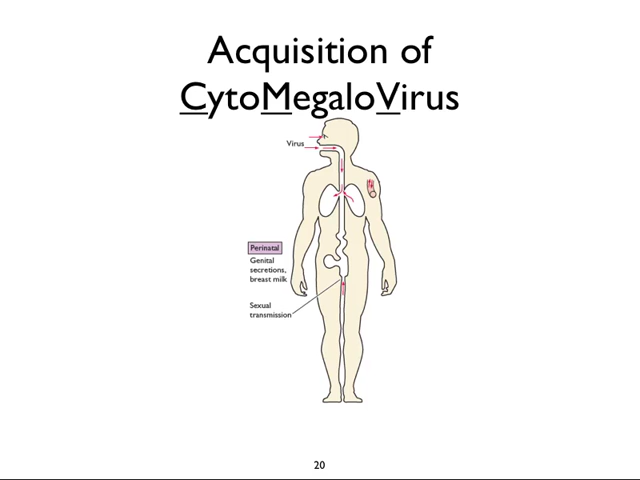 Acquisition of
CytoMegaloVirus
Virus
Perinatal
Genital
secretions,
breast milk
Sexual
transmission
20